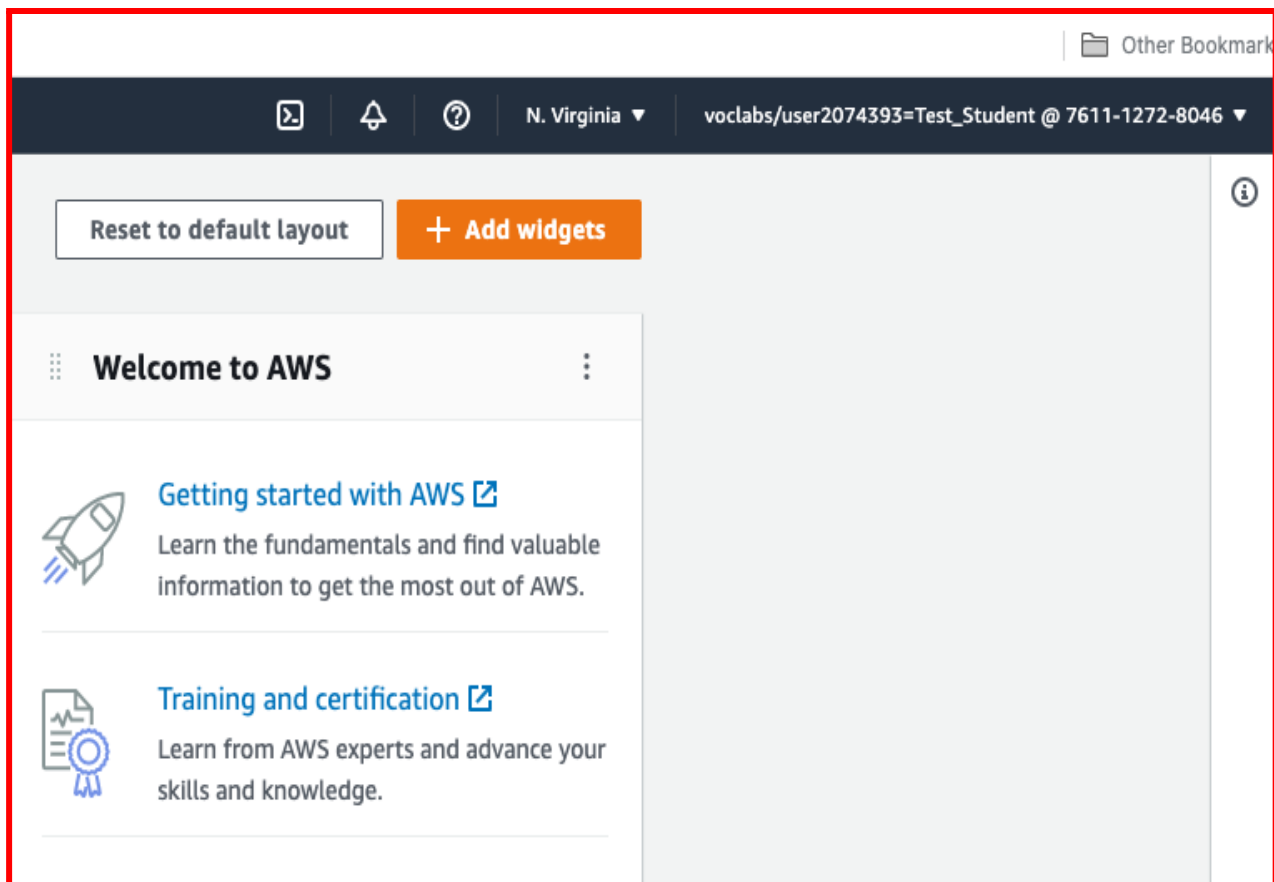 Other Bookmark
N. Virginia ▼ voclabs/user2074393=Test_Student @ 7611-1272-8046 ▼
Reset to default layout + Add widgets
Welcome to AWS
Getting started with AWS
Learn the fundamentals and find valuable
information to get the most out of AWS.
Training and certification
Learn from AWS experts and advance your
skills and knowledge.